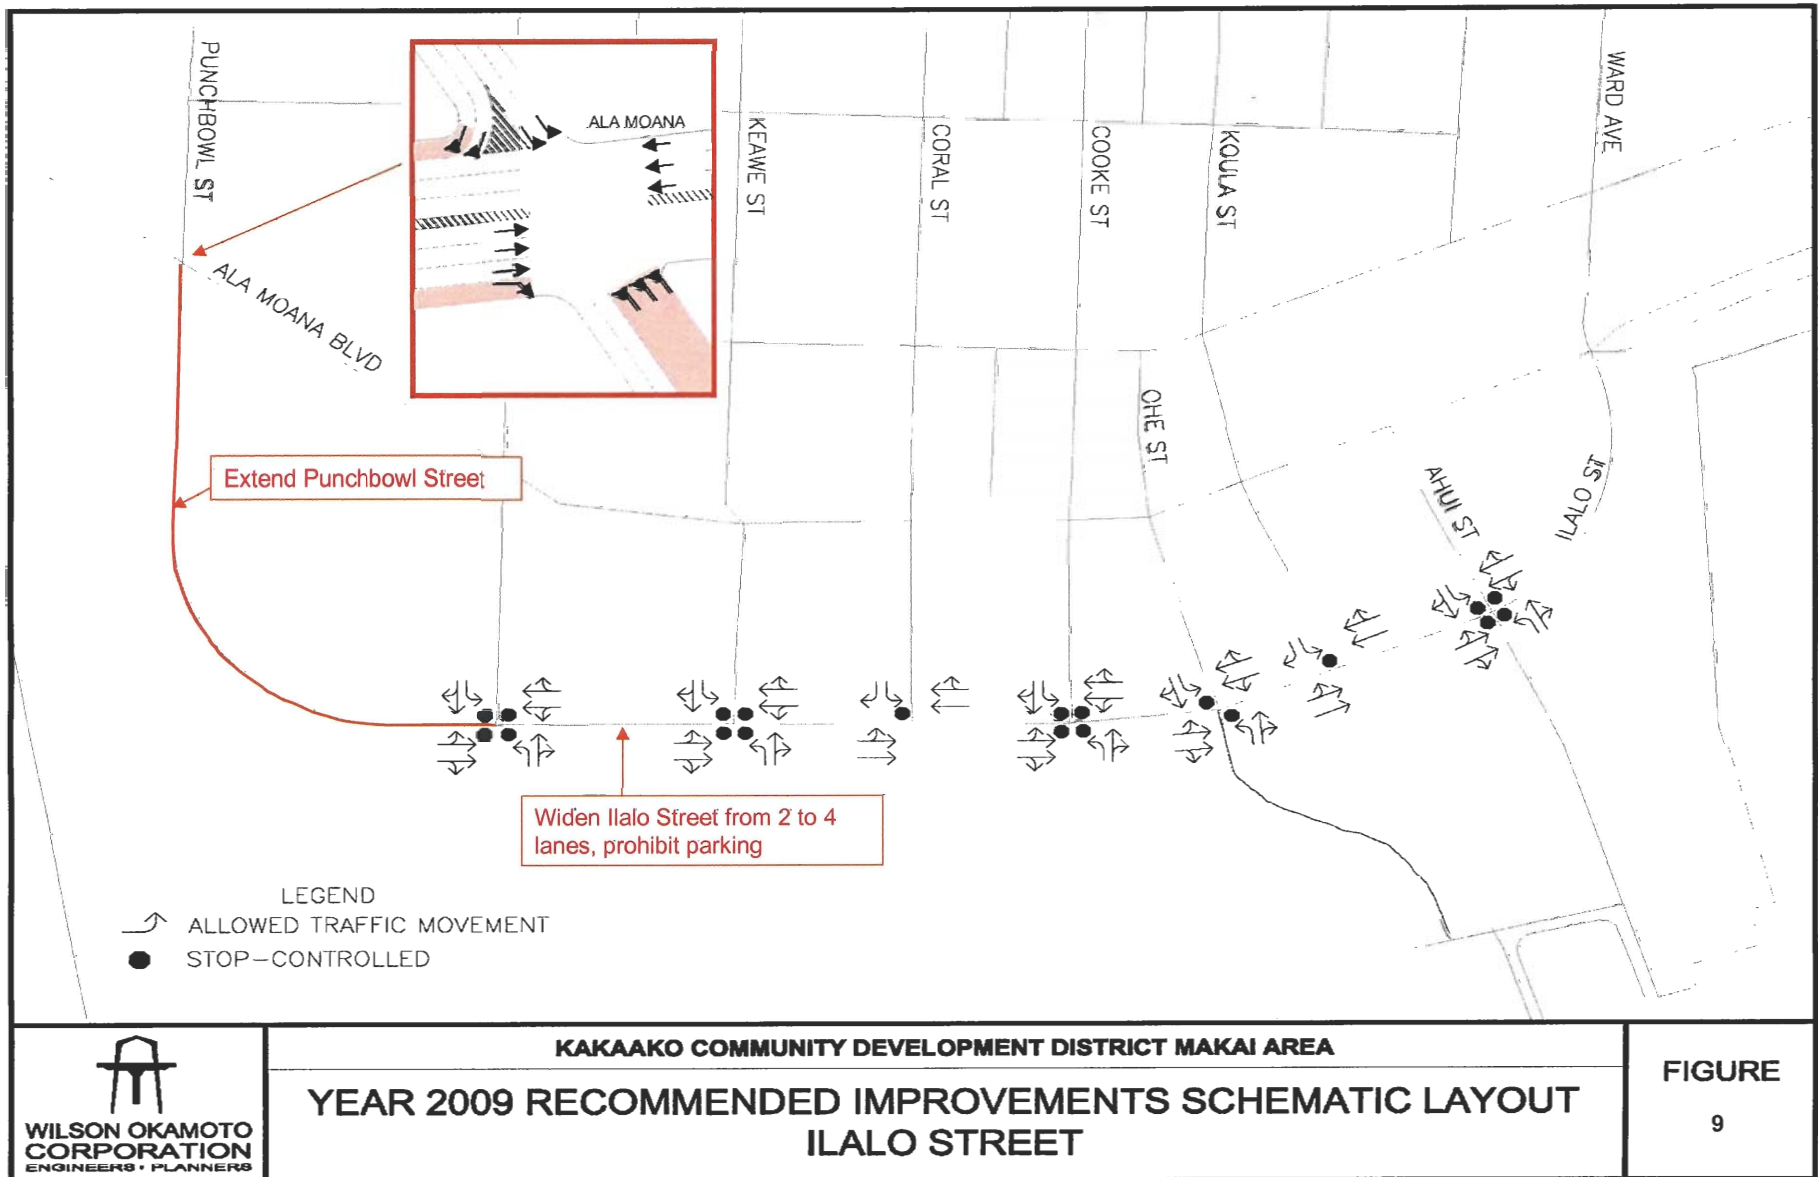 PUNCHBOWL ST
ALA MOANA
KEAWE ST
CORAL ST
COOKE ST
KOULA ST
WARD AVE
ALA MOANA BLVD
OHE ST
Extend Punchbowl Street
AHUI ST
ILALO ST
Widen Ilalo Street from 2 to 4
lanes, prohibit parking
LEGEND
ALLOWED TRAFFIC MOVEMENT
STOP-CONTROLLED
WILSON OKAMOTO
CORPORATION
ENGINEERS • PLANNERS
KAKAAKO COMMUNITY DEVELOPMENT DISTRICT MAKAI AREA
YEAR 2009 RECOMMENDED IMPROVEMENTS SCHEMATIC LAYOUT
ILALO STREET
FIGURE
9